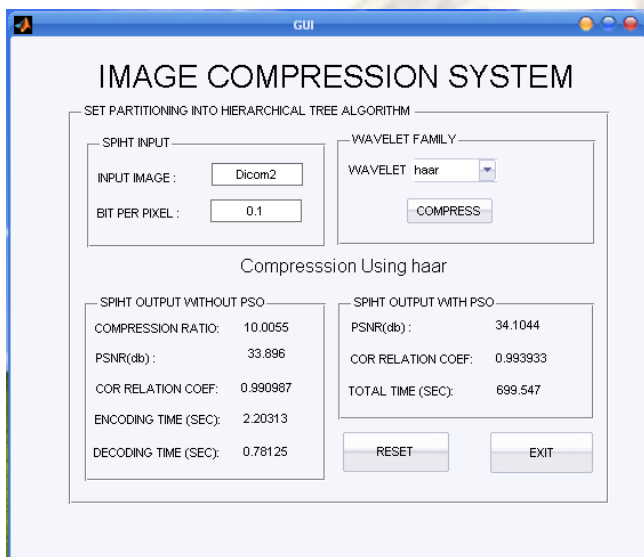 GUI
IMAGE COMPRESSION SYSTEM
SET PARTITIONING INTO HIERARCHICAL TREE ALGORITHM
SPIHT INPUT
INPUT IMAGE : Dicom2
BIT PER PIXEL : 0.1
WAVELET FAMILY
WAVELET haar
COMPRESS
Compresssion Using haar
SPIHT OUTPUT WITHOUT PSO
COMPRESSION RATIO: 10.0055
PSNR(db) : 33.896
COR RELATION COEF: 0.990987
ENCODING TIME (SEC): 2.20313
DECODING TIME (SEC): 0.78125
SPIHT OUTPUT WITH PSO
PSNR(db) : 34.1044
COR RELATION COEF: 0.993933
TOTAL TIME (SEC): 699.547
RESET
EXIT